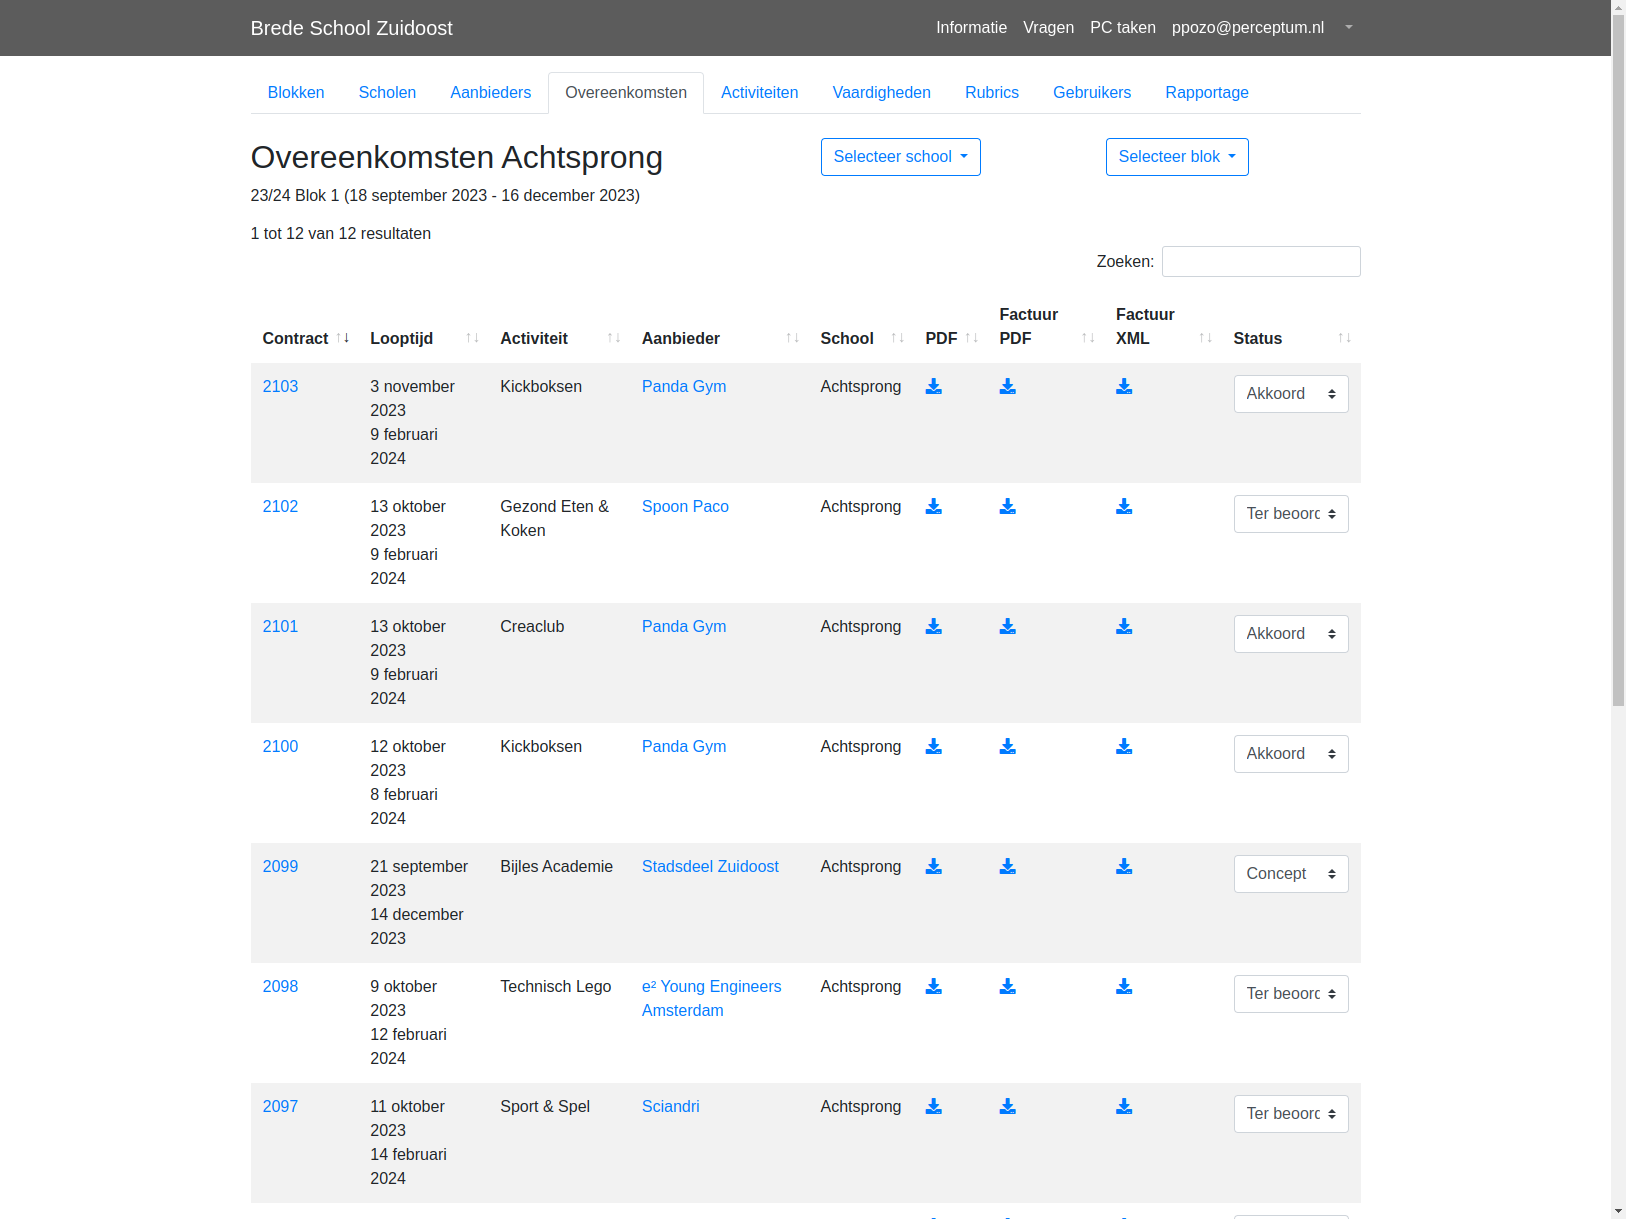 Brede School Zuidoost Informatie Vragen PC taken ppozo@perceptum.nl
Blokken Scholen Aanbieders Overeenkomsten Activiteiten Vaardigheden Rubrics Gebruikers Rapportage
Overeenkomsten Achtsprong Selecteer school Selecteer blok
23/24 Blok 1 (18 september 2023 - 16 december 2023)
1 tot 12 van 12 resultaten
Zoeken:
Contract Looptijd Activiteit Aanbieder School PDF Factuur PDF Factuur XML Status
2103 3 november Kickboksen Panda Gym Achtsprong Akkoord
2023
9 februari
2024
2102 13 oktober Gezond Eten & Spoon Paco Achtsprong Ter
2023 Koken
9 februari
2024
2101 13 oktober Creaclub Panda Gym Achtsprong Akkoord
2023
9 februari
2024
2100 12 oktober Kickboksen Panda Gym Achtsprong Akkoord
2023
8 februari
2024
2099 21 september Bijles Academie Stadsdeel Zuidoost Achtsprong Concept
2023
14 december
2023
2098 9 oktober Technisch Lego e² Young Engineers Achtsprong Ter
2023 Amsterdam
12 februari
2024
2097 11 oktober Sport & Spel Sciandri Achtsprong Ter
2023
14 februari
2024